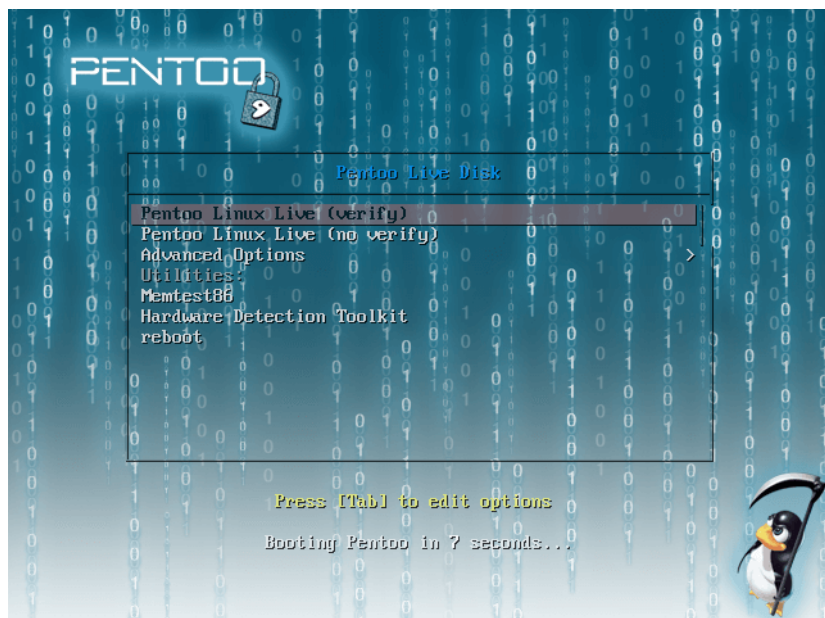 PENTOO
Pentoo Live Disk
Pentoo Linux Live (verify)
Pentoo Linux Live (no verify)
Advanced Options >
Utilities:
Memtest86
Hardware Detection Toolkit
reboot
Press [Tab] to edit options
Booting Pentoo in 7 seconds...